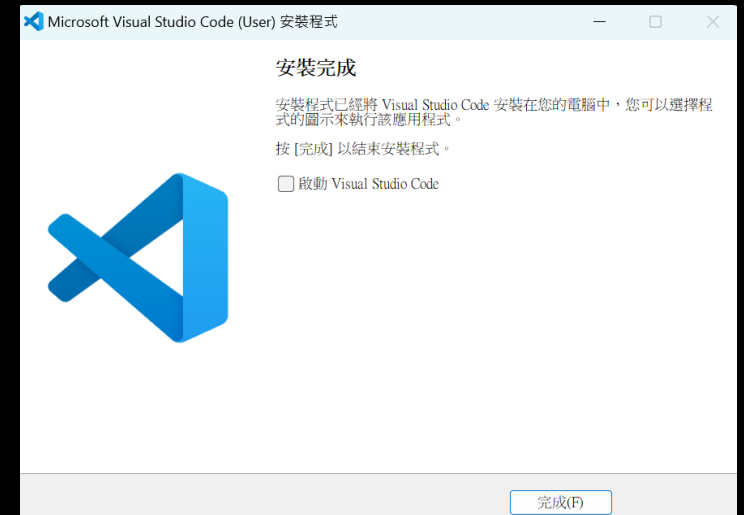 Microsoft Visual Studio Code (User) 安裝程式
安裝完成
安裝程式已經將 Visual Studio Code 安裝在您的電腦中，您可以選擇程
式的圖示來執行該應用程式。
按 [完成] 以結束安裝程式。
啟動 Visual Studio Code
完成(F)